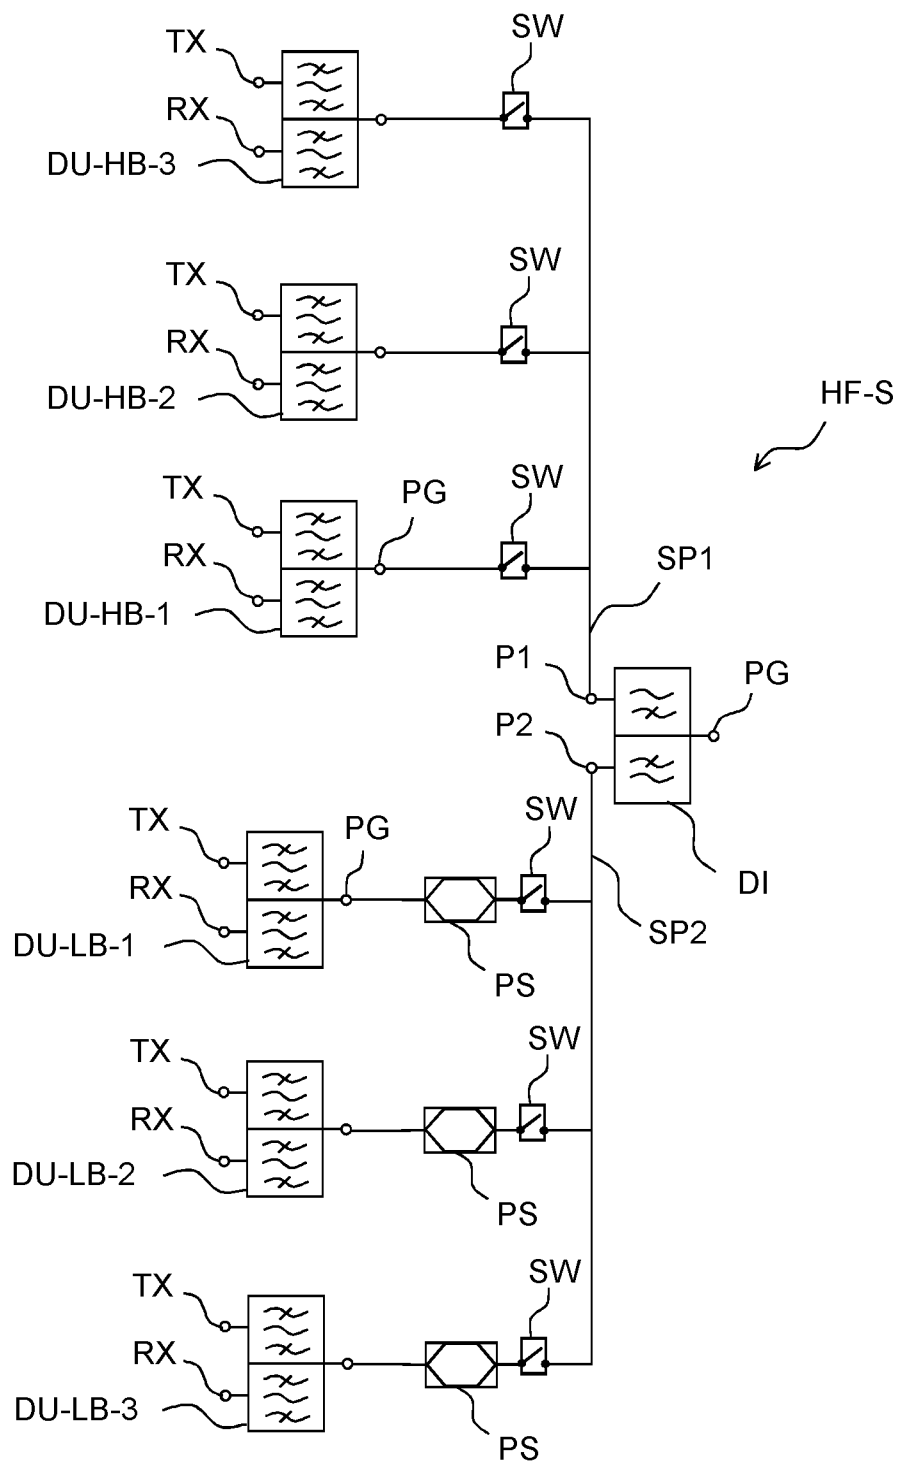 SW
TX
RX
DU-HB-3
SW
TX
RX
DU-HB-2
HF-S
SW
TX
PG
RX
SP1
DU-HB-1
P1
PG
P2
SW
TX
PG
DI
RX
SP2
DU-LB-1
PS
SW
TX
RX
DU-LB-2
PS
SW
TX
RX
DU-LB-3
PS